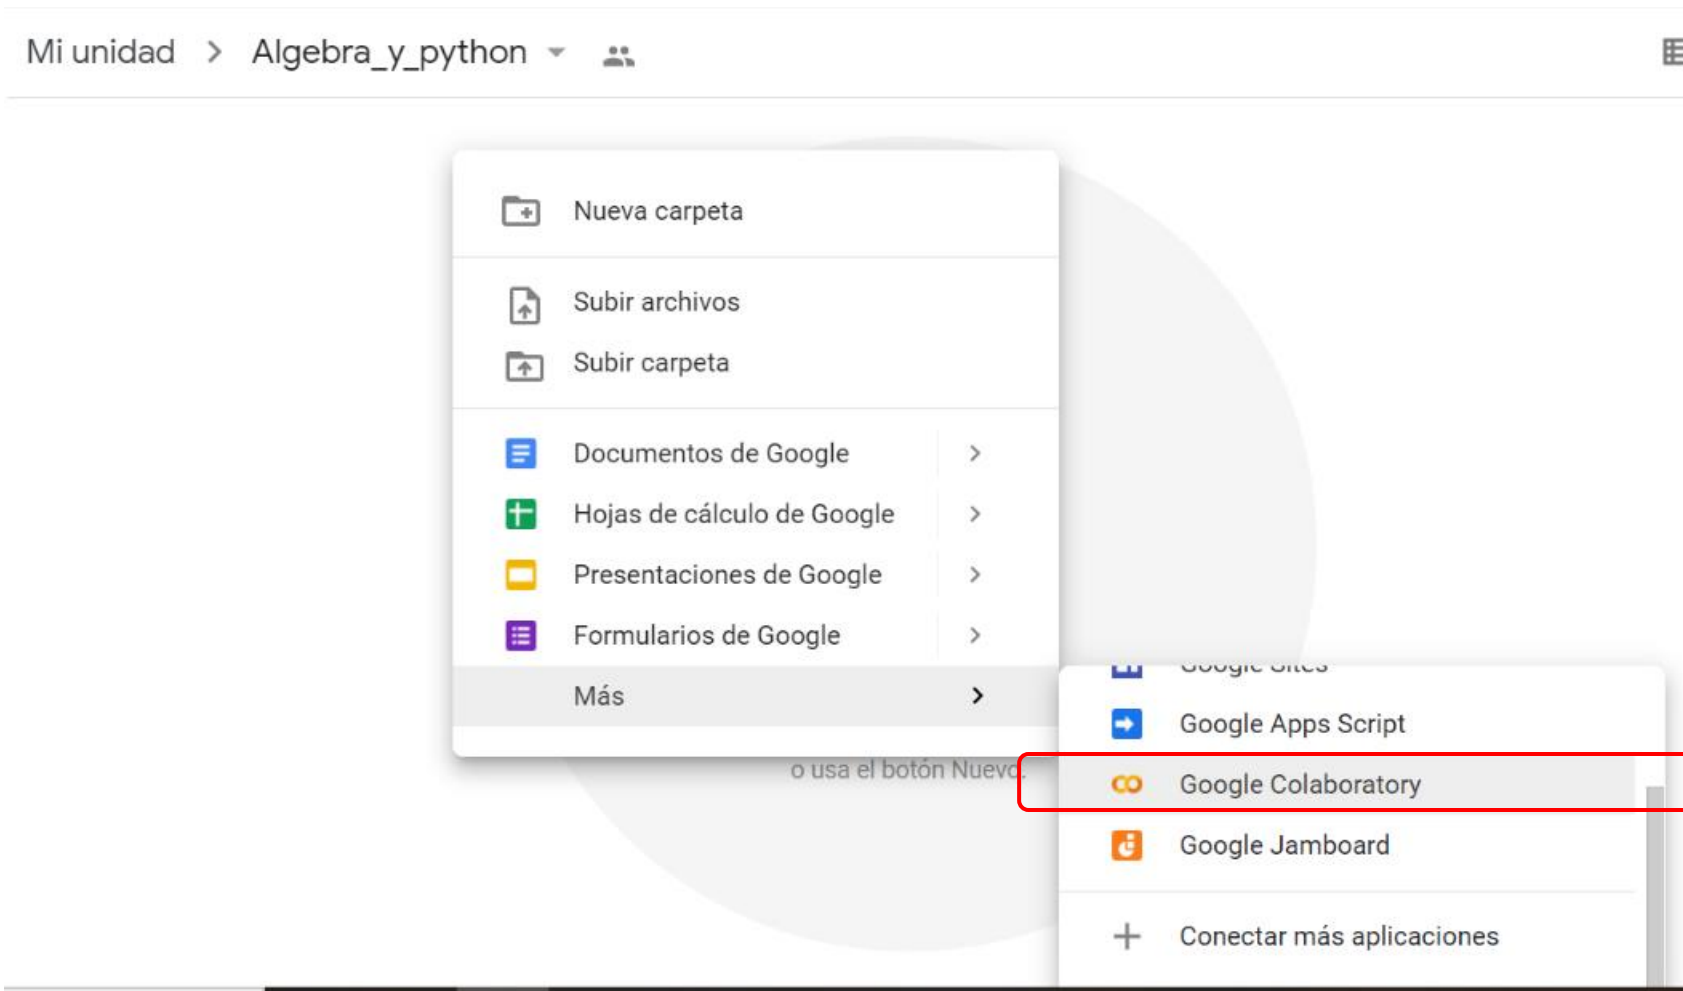 Mi unidad > Algebra_y_python
Nueva carpeta
Subir archivos
Subir carpeta
Documentos de Google
Hojas de cálculo de Google
Presentaciones de Google
Formularios de Google
Más
o usa el botón Nuevo.
Google Sites
Google Apps Script
Google Colaboratory
Google Jamboard
Conectar más aplicaciones